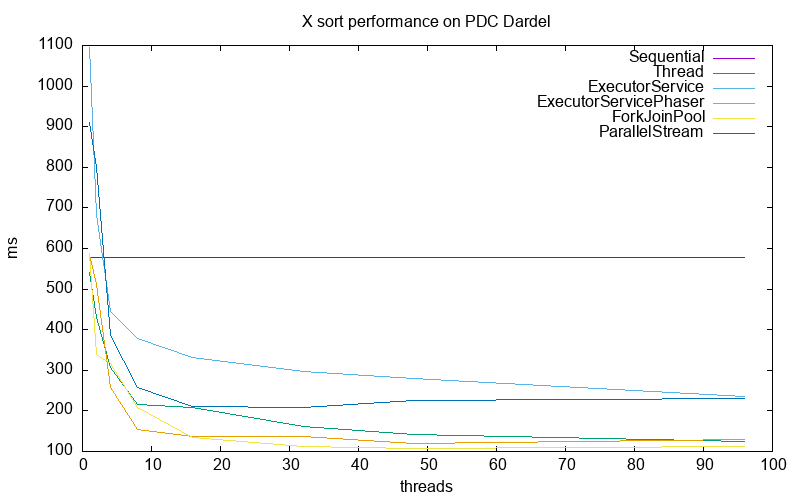 X sort performance on PDC Dardel
1100
1000
900
800
700
600
500
400
300
200
100
ms
Sequential
Thread
ExecutorService
ExecutorServicePhaser
ForkJoinPool
ParallelStream
0 10 20 30 40 50 60 70 80 90 100
threads